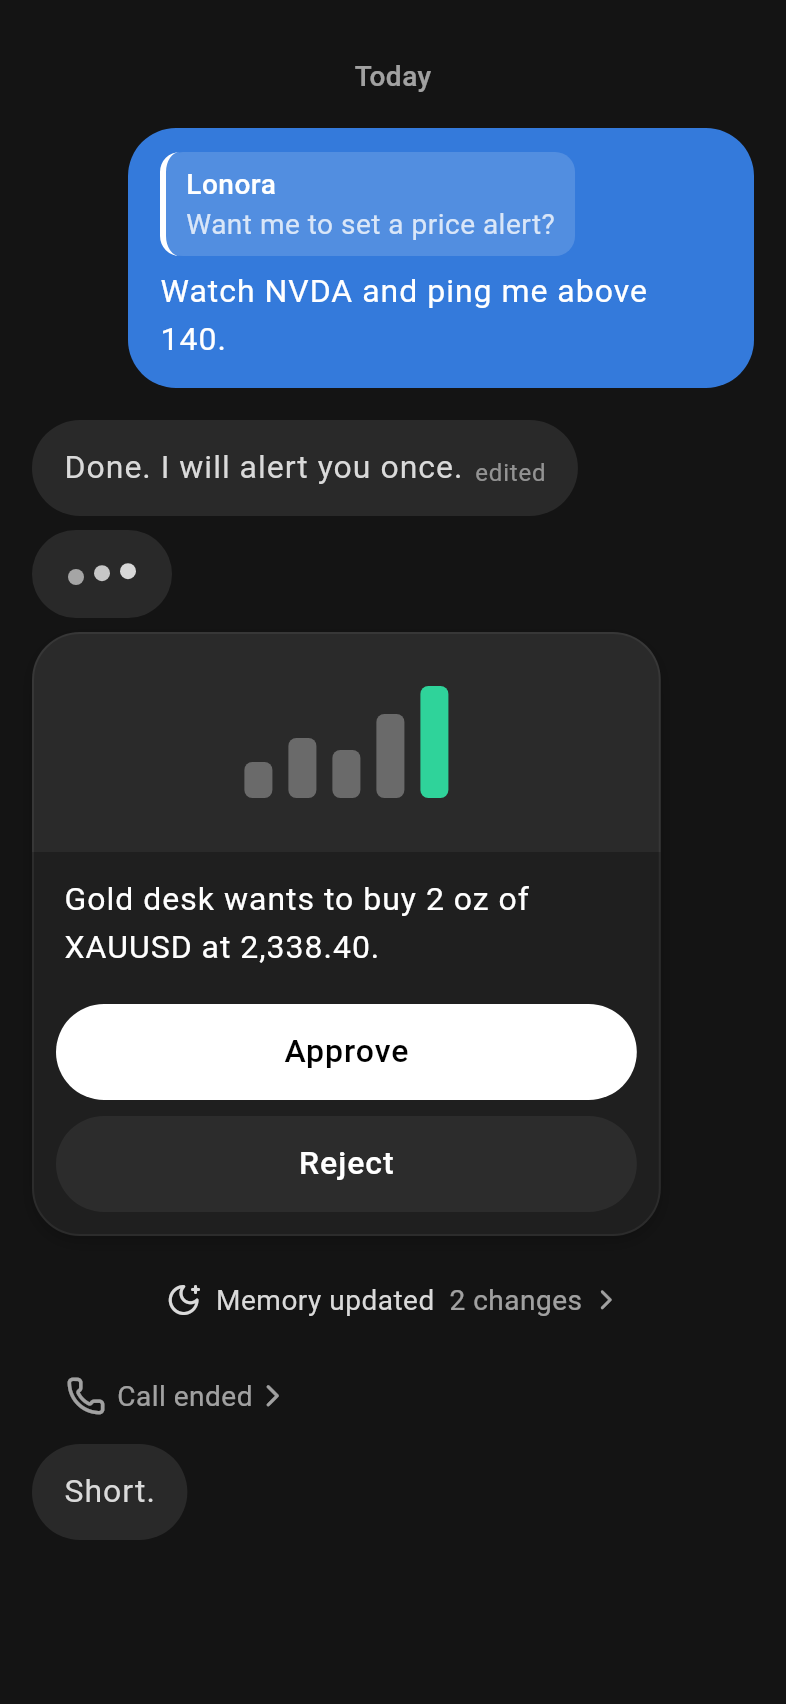 Today
Lonora
Want me to set a price alert?
Watch NVDA and ping me above
140.
Done. I will alert you once. edited
Gold desk wants to buy 2 oz of
XAUUSD at 2,338.40.
Approve
Reject
Memory updated 2 changes
Call ended
Short.